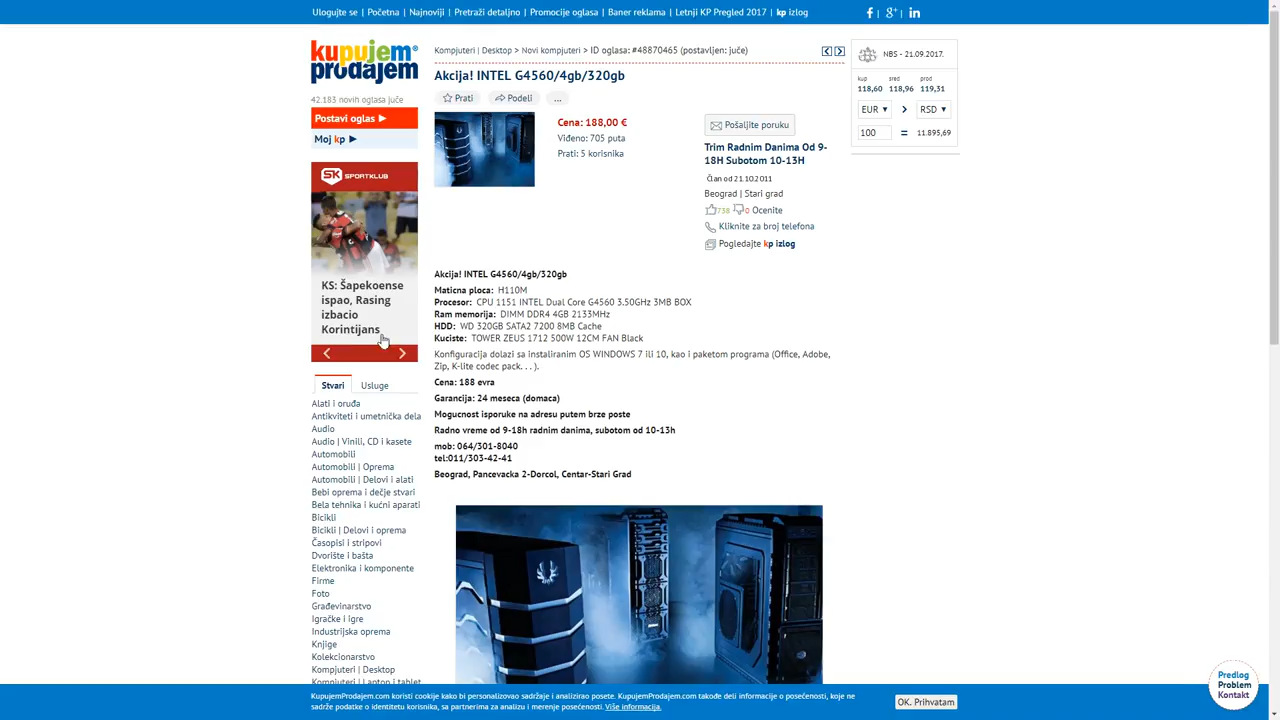 Ulogujte se | Početna | Najnoviji | Pretraži detaljno | Promocije oglasa | Baner reklama | Letnji KP Pregled 2017 | kp izlog
f | g+ | in
kupujem
prodajem
42.183 novih oglasa juče
Postavi oglas
Moj kp
SK SPORTKLUB
KS: Šapekoense
ispao, Rasing
izbacio
Korintijans
Stvari Usluge
Alati i oruđa
Antikviteti i umetnička dela
Audio
Audio | Vinili, CD i kasete
Automobili
Automobili | Oprema
Automobili | Delovi i alati
Bebi oprema i dečje stvari
Bela tehnika i kućni aparati
Bicikli
Bicikli | Delovi i oprema
Časopisi i stripovi
Dvorište i bašta
Elektronika i komponente
Firme
Foto
Građevinarstvo
Igračke i igre
Industrijska oprema
Knjige
Kolekcionarstvo
Kompjuteri | Desktop
Kompjuteri | Laptop i tablet
Kompjuteri | Desktop > Novi kompjuteri > ID oglasa: #48870465 (postavljen: juče)
Akcija! INTEL G4560/4gb/320gb
Prati Podeli ...
Cena: 188,00 €
Viđeno: 705 puta
Prati: 5 korisnika
Pošaljite poruku
Trim Radnim Danima Od 9-
18H Subotom 10-13H
Član od 21.10.2011
Beograd | Stari grad
738 0 Ocenite
Kliknite za broj telefona
Pogledajte kp izlog
Akcija! INTEL G4560/4gb/320gb
Maticna ploca: H110M
Procesor: CPU 1151 INTEL Dual Core G4560 3.50GHz 3MB BOX
Ram memorija: DIMM DDR4 4GB 2133MHz
HDD: WD 320GB SATA2 7200 8MB Cache
Kuciste: TOWER ZEUS 1712 500W 12CM FAN Black
Konfiguracija dolazi sa instaliranim OS WINDOWS 7 ili 10, kao i paketom programa (Office, Adobe,
Zip, K-lite codec pack. . . ).
Cena: 188 evra
Garancija: 24 meseca (domaca)
Mogucnost isporuke na adresu putem brze poste
Radno vreme od 9-18h radnim danima, subotom od 10-13h
mob: 064/301-8040
tel:011/303-42-41
Beograd, Pancevacka 2-Dorcol, Centar-Stari Grad
NBS - 21.09.2017.
kup sred prod
118,60 118,96 119,31
EUR RSD
100 = 11.895,69
KupujemProdajem.com koristi cookije kako bi personalizovao sadržaje i analizirao posete. KupujemProdajem.com takođe deli informacije o posećenosti, koje ne
sadrže podatke o identitetu korisnika, sa partnerima za analizu i merenje posećenosti. Više informacija.
OK. Prihvatam
Predlog
Problem
Kontakt